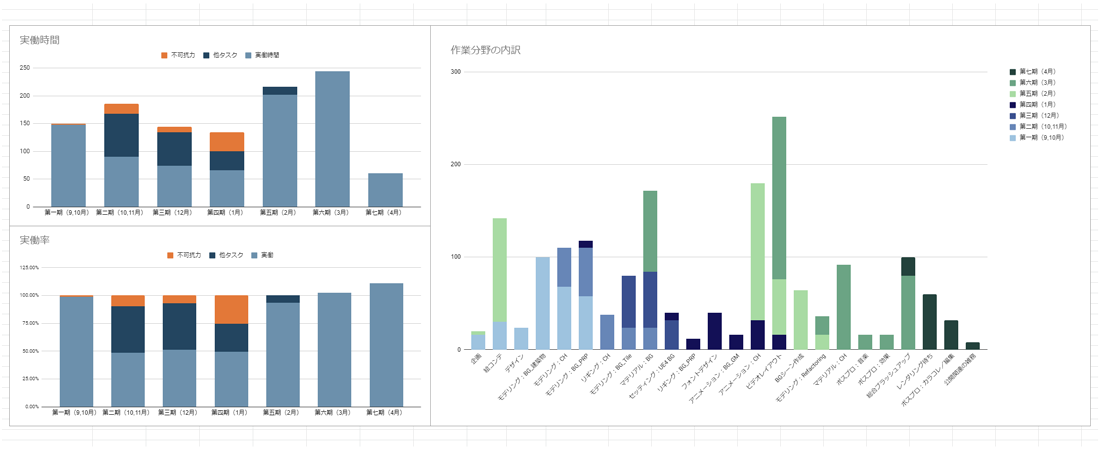 実働時間
不可抗力 他タスク 実働時間
250
200
150
100
50
0
第一期（9,10月） 第二期（10,11月） 第三期（12月） 第四期（1月） 第五期（2月） 第六期（3月） 第七期（4月）
実働率
不可抗力 他タスク 実働
125.00%
100.00%
75.00%
50.00%
25.00%
0.00%
第一期（9,10月） 第二期（10,11月） 第三期（12月） 第四期（1月） 第五期（2月） 第六期（3月） 第七期（4月）
作業分野の内訳
300
200
100
0
第七期（4月）
第六期（3月）
第五期（2月）
第四期（1月）
第三期（12月）
第二期（10,11月）
第一期（9,10月）
企画
絵コンテ
デザイン
モデリング：BG_建築物
モデリング：CH
モデリング：BG_PRP
リギング：CH
モデリング：BG_Tile
マテリアル：BG
セッティング：UE4 BG
リギング：BG_PRP
フォントデザイン
アニメーション：BG_GM
アニメーション：CH
ビデオレイアウト
BGシーン作成
モデリング：Refactoring
マテリアル：CH
ポスプロ：音楽
ポスプロ：効果
総合ブラッシュアップ
レンダリング待ち
ポスプロ：カラコレ／編集
公開関連の雑務